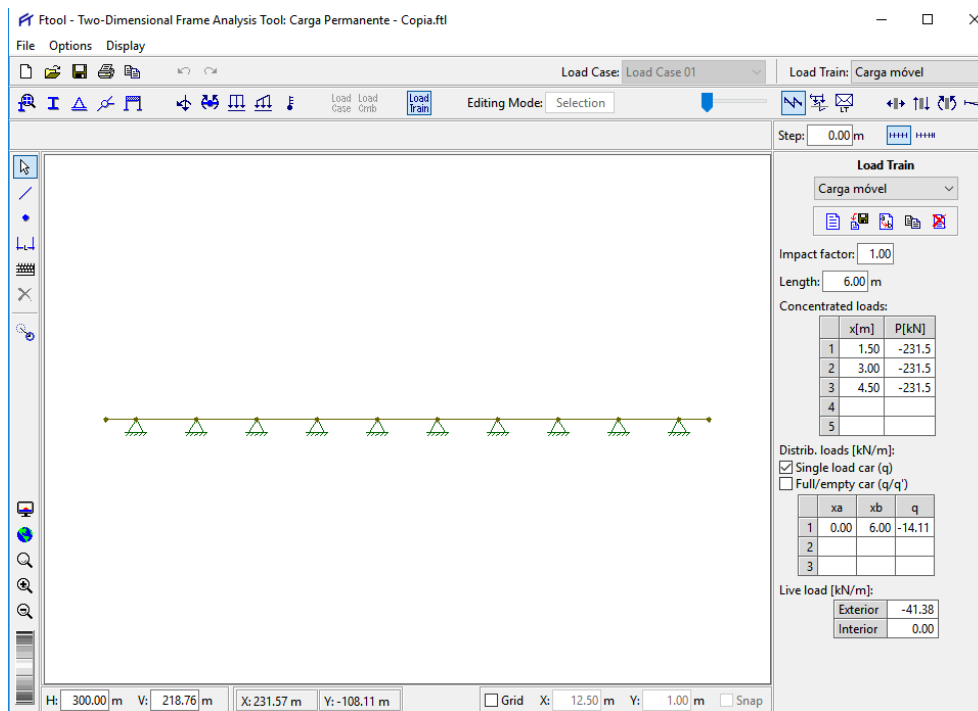 Ftool - Two-Dimensional Frame Analysis Tool: Carga Permanente - Copia.ftl
File Options Display
Load Case: Load Case 01 Load Train: Carga móvel
Load Case Load Cmb Load Train Editing Mode: Selection LT
Step: 0.00 m
Load Train
Carga móvel
Impact factor: 1.00
Length: 6.00 m
Concentrated loads:
x[m] P[kN]
1 1.50 -231.5
2 3.00 -231.5
3 4.50 -231.5
4
5
Distrib. loads [kN/m]:
Single load car (q)
Full/empty car (q/q')
xa xb q
1 0.00 6.00 -14.11
2
3
Live load [kN/m]:
Exterior -41.38
Interior 0.00
H: 300.00 m V: 218.76 m X: 231.57 m Y: -108.11 m Grid X: 12.50 m Y: 1.00 m Snap